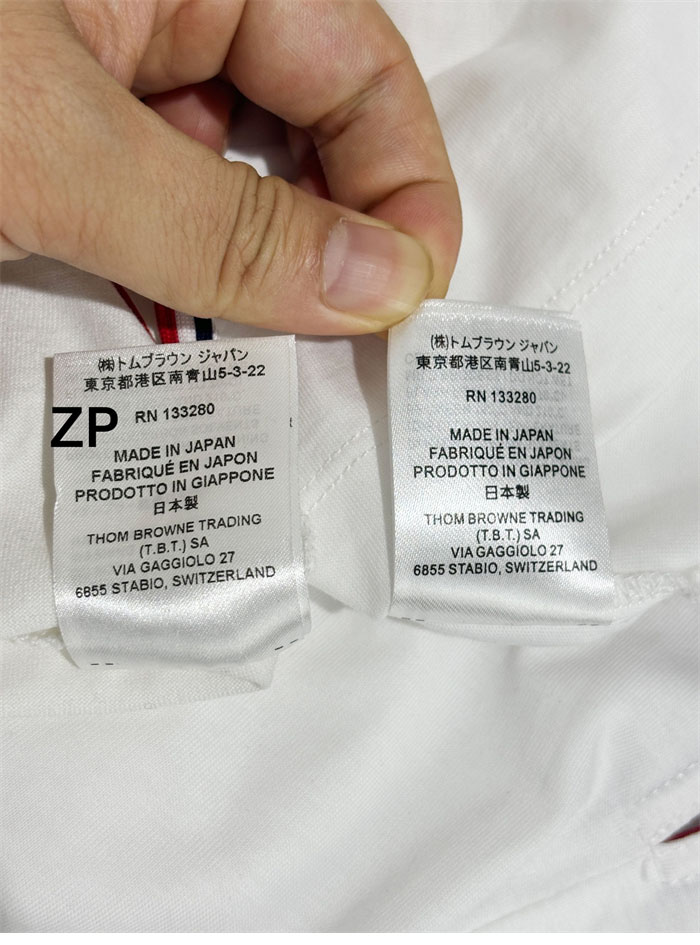 (株)トムブラウン ジャパン
東京都港区南青山5-3-22
RN 133280
MADE IN JAPAN
FABRIQUÉ EN JAPON
PRODOTTO IN GIAPPONE
日本製
THOM BROWNE TRADING
(T.B.T.) SA
VIA GAGGIOLO 27
6855 STABIO, SWITZERLAND
ZP
(株)トムブラウン ジャパン
東京都港区南青山5-3-22
RN 133280
MADE IN JAPAN
FABRIQUÉ EN JAPON
PRODOTTO IN GIAPPONE
日本製
THOM BROWNE TRADING
(T.B.T.) SA
VIA GAGGIOLO 27
6855 STABIO, SWITZERLAND